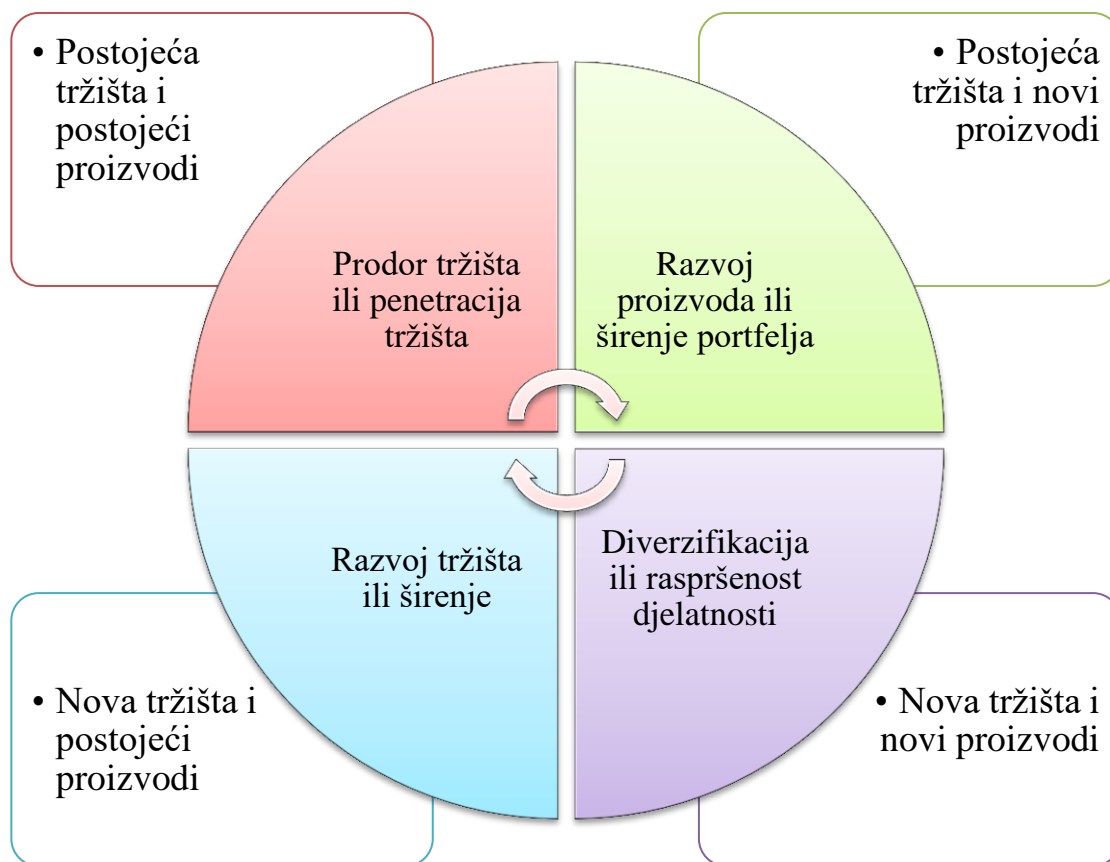 • Postojeća
tržišta i
postojeći
proizvodi
• Postojeća
tržišta i novi
proizvodi
Prodor tržišta
ili penetracija
tržišta
Razvoj
proizvoda ili
širenje portfelja
Razvoj tržišta
ili širenje
Diverzifikacija
ili raspršenost
djelatnosti
• Nova tržišta i
postojeći
proizvodi
• Nova tržišta i
novi proizvodi